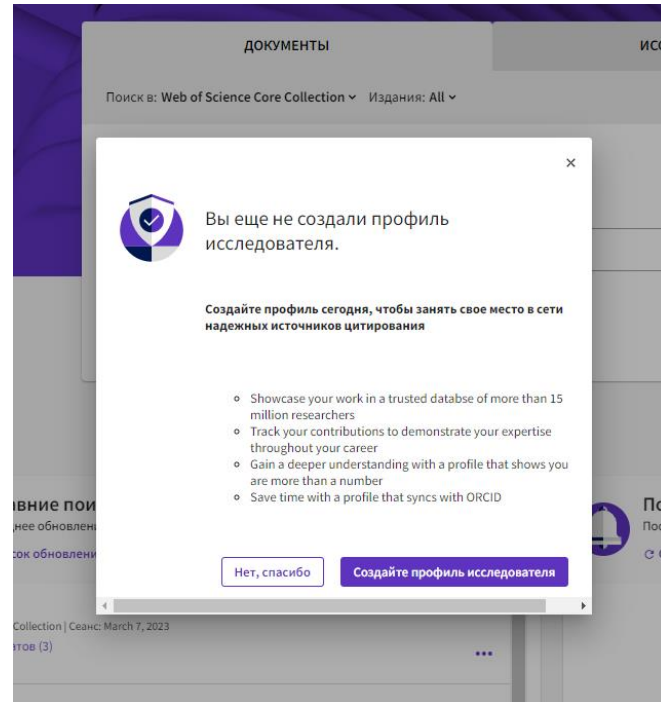 ДОКУМЕНТЫ
Поиск в: Web of Science Core Collection Издания: All
Вы еще не создали профиль
исследователя.
Создайте профиль сегодня, чтобы занять свое место в сети
надежных источников цитирования
Showcase your work in a trusted databse of more than 15
million researchers
Track your contributions to demonstrate your expertise
throughout your career
Gain a deeper understanding with a profile that shows you
are more than a number
Save time with a profile that syncs with ORCID
Нет, спасибо Создайте профиль исследователя
Collection | Сеанс: March 7, 2023
(3)